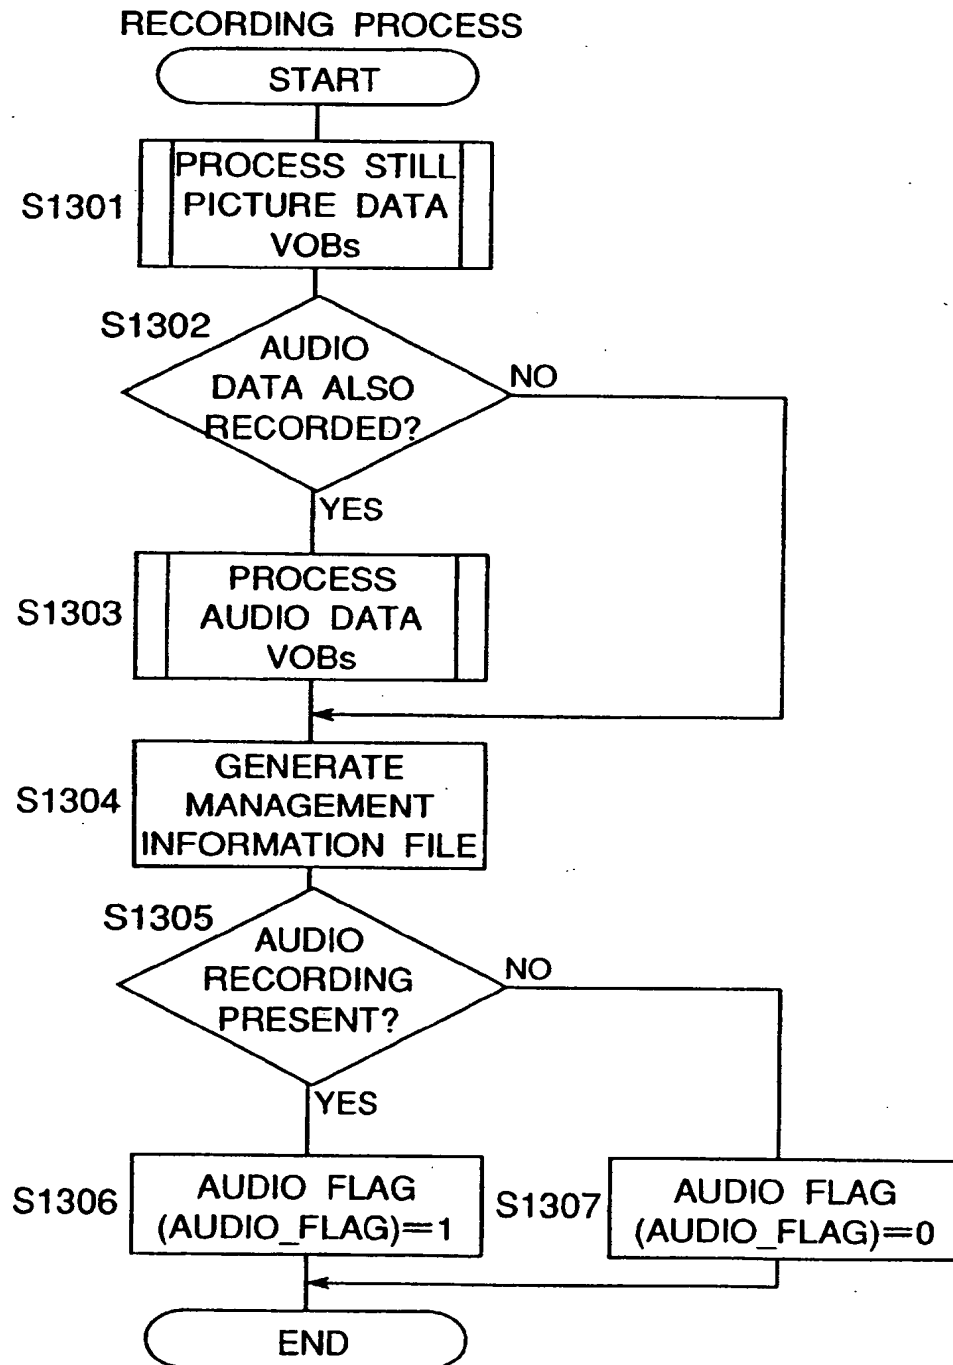 RECORDING PROCESS
START
S1301
PROCESS STILL
PICTURE DATA
VOBs
S1302
AUDIO
DATA ALSO
RECORDED?
NO
YES
S1303
PROCESS
AUDIO DATA
VOBs
S1304
GENERATE
MANAGEMENT
INFORMATION FILE
S1305
AUDIO
RECORDING
PRESENT?
NO
YES
S1306
AUDIO FLAG
(AUDIO_FLAG)=1
S1307
AUDIO FLAG
(AUDIO_FLAG)=0
END